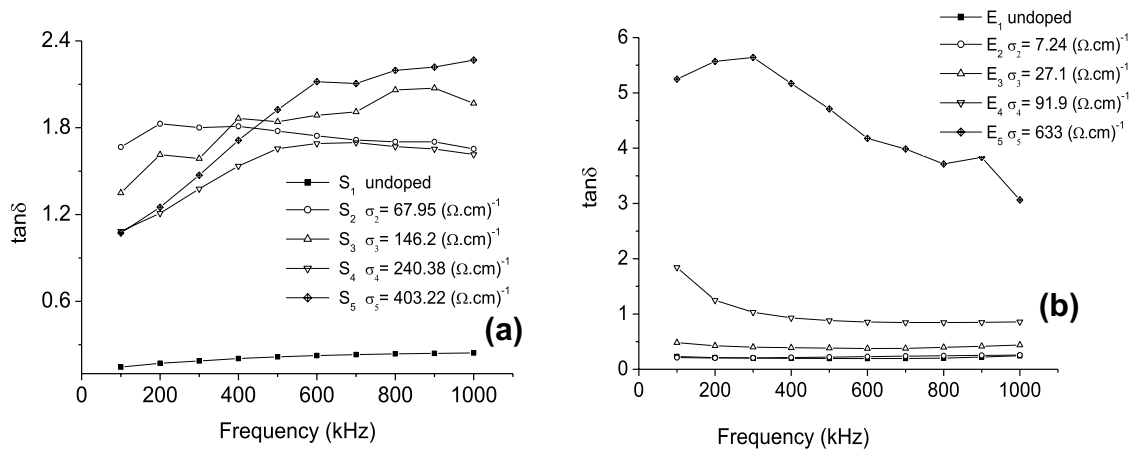 2.4
1.8
1.2
0.6
tanδ
S1 undoped
S2 σ2= 67.95 (Ω.cm)-1
S3 σ3= 146.2 (Ω.cm)-1
S4 σ4= 240.38 (Ω.cm)-1
S5 σ5= 403.22 (Ω.cm)-1
(a)
0 200 400 600 800 1000
Frequency (kHz)
E1 undoped
E2 σ2= 7.24 (Ω.cm)-1
E3 σ3= 27.1 (Ω.cm)-1
E4 σ4= 91.9 (Ω.cm)-1
E5 σ5= 633 (Ω.cm)-1
6
5
4
3
2
1
0
tanδ
(b)
0 200 400 600 800 1000
Frequency (kHz)